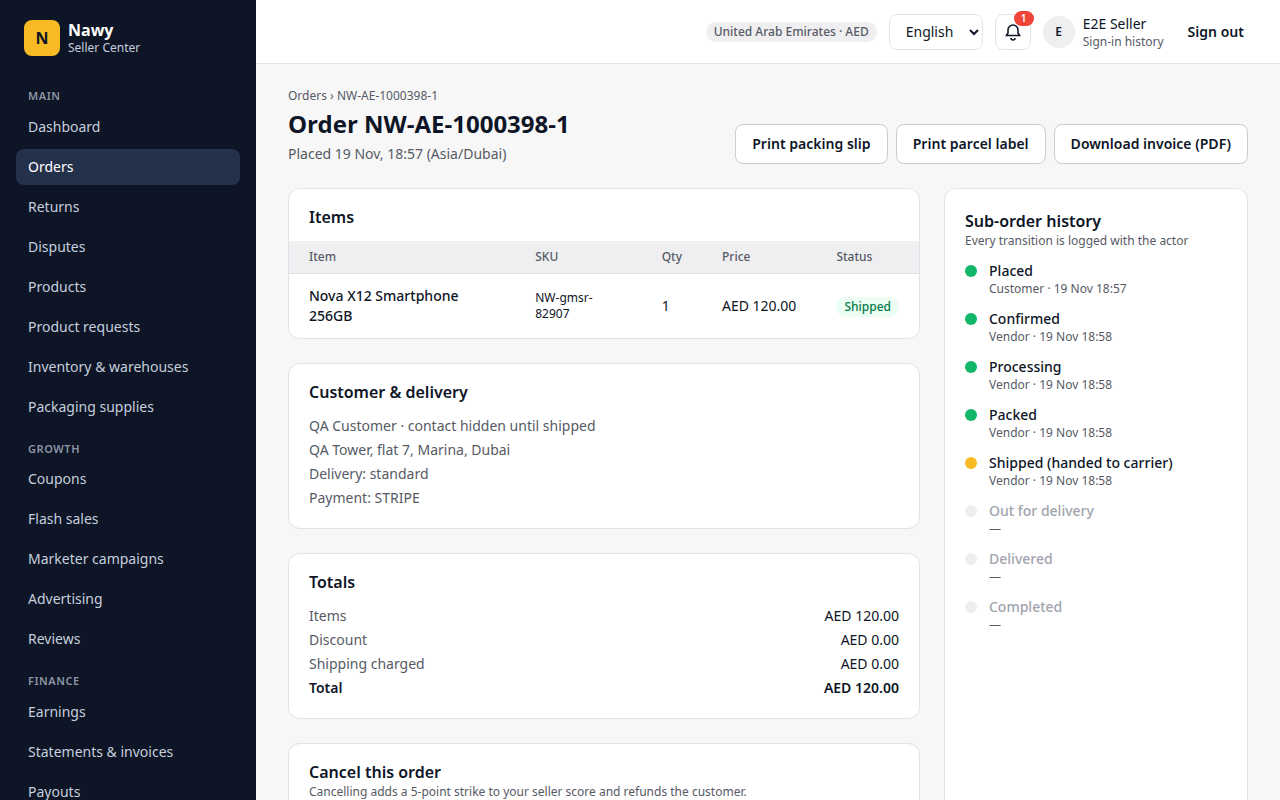 N
Nawy
Seller Center
MAIN
Dashboard
Orders
Returns
Disputes
Products
Product requests
Inventory & warehouses
Packaging supplies
GROWTH
Coupons
Flash sales
Marketer campaigns
Advertising
Reviews
FINANCE
Earnings
Statements & invoices
Payouts
United Arab Emirates · AED
English
1
E
E2E Seller
Sign-in history
Sign out
Orders › NW-AE-1000398-1
Order NW-AE-1000398-1
Placed 19 Nov, 18:57 (Asia/Dubai)
Print packing slip
Print parcel label
Download invoice (PDF)
Items
Item SKU Qty Price Status
Nova X12 Smartphone
256GB
NW-gmsr-
82907
1
AED 120.00
Shipped
Customer & delivery
QA Customer · contact hidden until shipped
QA Tower, flat 7, Marina, Dubai
Delivery: standard
Payment: STRIPE
Totals
Items AED 120.00
Discount AED 0.00
Shipping charged AED 0.00
Total AED 120.00
Cancel this order
Cancelling adds a 5-point strike to your seller score and refunds the customer.
Sub-order history
Every transition is logged with the actor
Placed
Customer · 19 Nov 18:57
Confirmed
Vendor · 19 Nov 18:58
Processing
Vendor · 19 Nov 18:58
Packed
Vendor · 19 Nov 18:58
Shipped (handed to carrier)
Vendor · 19 Nov 18:58
Out for delivery
—
Delivered
—
Completed
—